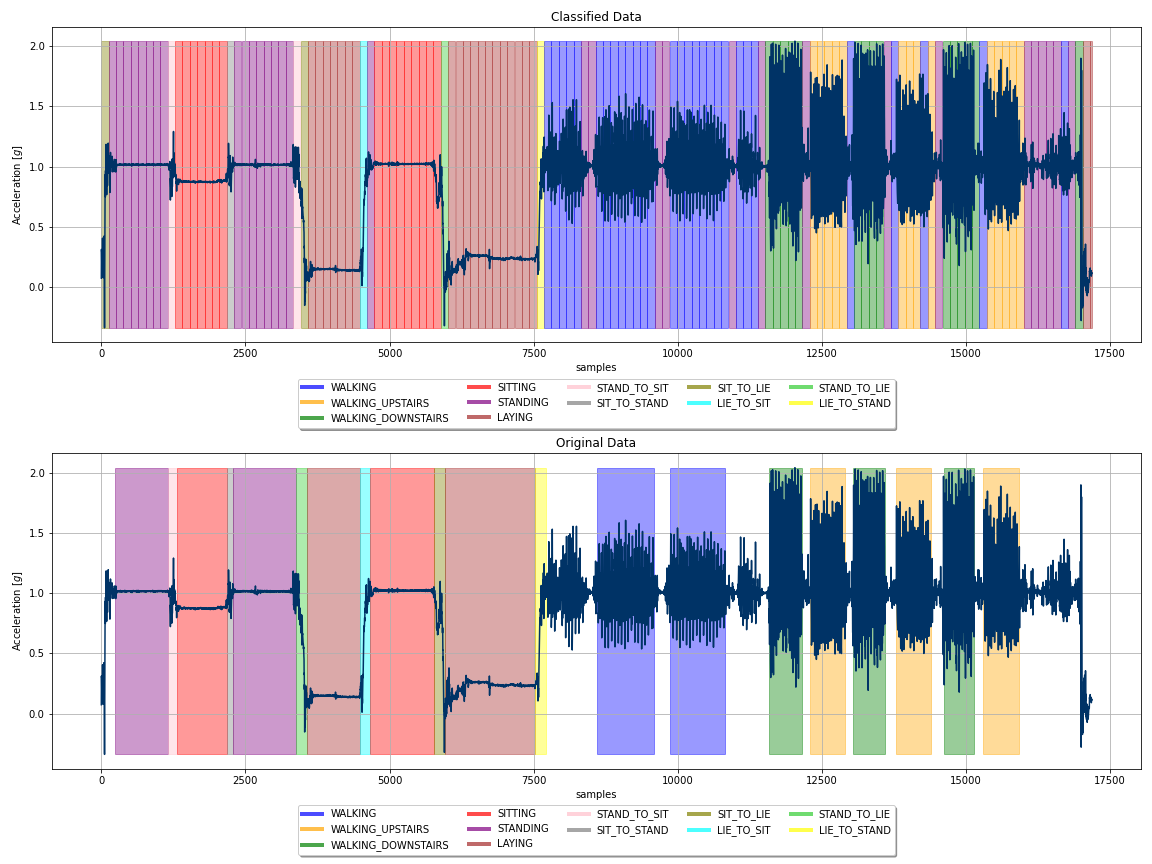 Classified Data
2.0
1.5
1.0
0.5
0.0
Acceleration [g]
0 2500 5000 7500 10000 12500 15000 17500
samples
WALKING SITTING STAND_TO_SIT SIT_TO_LIE STAND_TO_LIE
WALKING_UPSTAIRS STANDING SIT_TO_STAND LIE_TO_SIT LIE_TO_STAND
WALKING_DOWNSTAIRS LAYING
Original Data
2.0
1.5
1.0
0.5
0.0
Acceleration [g]
0 2500 5000 7500 10000 12500 15000 17500
samples
WALKING SITTING STAND_TO_SIT SIT_TO_LIE STAND_TO_LIE
WALKING_UPSTAIRS STANDING SIT_TO_STAND LIE_TO_SIT LIE_TO_STAND
WALKING_DOWNSTAIRS LAYING